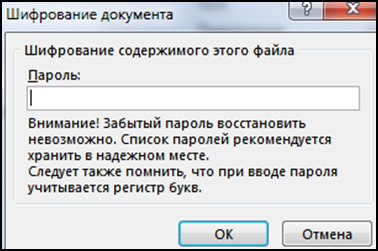 Шифрование документа
Шифрование содержимого этого файла
Пароль:
Внимание! Забытый пароль восстановить
невозможно. Список паролей рекомендуется
хранить в надежном месте.
Следует также помнить, что при вводе пароля
учитывается регистр букв.
ОК
Отмена